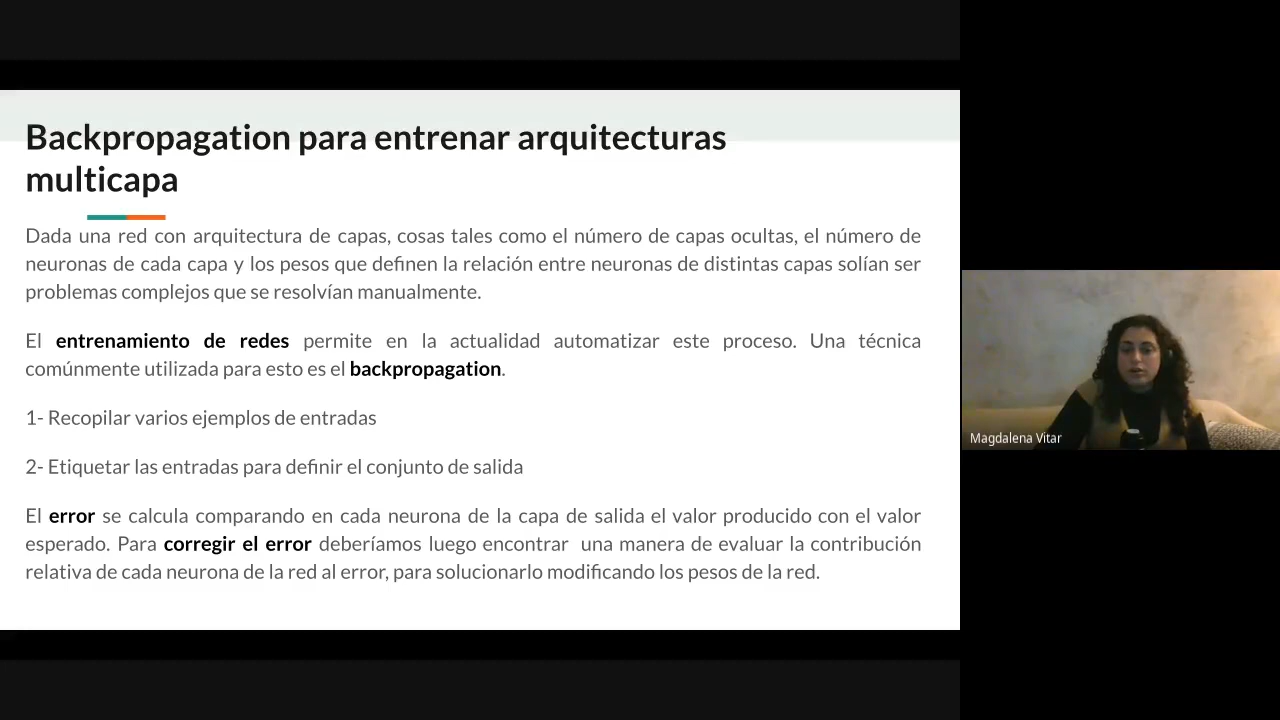 Backpropagation para entrenar arquitecturas
multicapa
Dada una red con arquitectura de capas, cosas tales como el número de capas ocultas, el número de
neuronas de cada capa y los pesos que definen la relación entre neuronas de distintas capas solían ser
problemas complejos que se resolvían manualmente.
El entrenamiento de redes permite en la actualidad automatizar este proceso. Una técnica
comúnmente utilizada para esto es el backpropagation.
1- Recopilar varios ejemplos de entradas
2- Etiquetar las entradas para definir el conjunto de salida
El error se calcula comparando en cada neurona de la capa de salida el valor producido con el valor
esperado. Para corregir el error deberíamos luego encontrar  una manera de evaluar la contribución
relativa de cada neurona de la red al error, para solucionarlo modificando los pesos de la red.
Magdalena Vitar